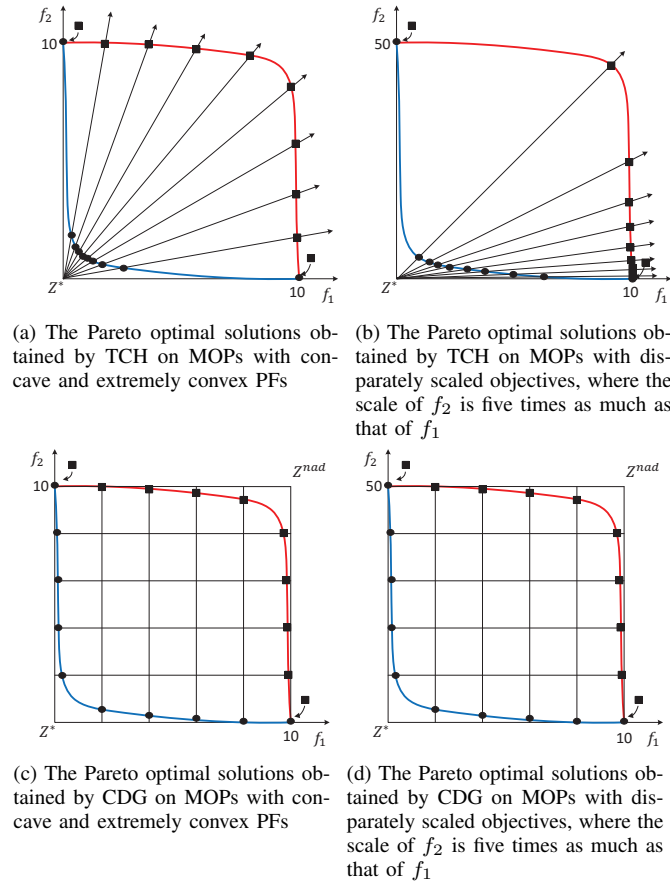 f₂
10
Z*
10
f₁
(a) The Pareto optimal solutions ob-
tained by TCH on MOPs with con-
cave and extremely convex PFs
f₂
50
Z*
10
f₁
(b) The Pareto optimal solutions ob-
tained by TCH on MOPs with dis-
parately scaled objectives, where the
scale of f₂ is five times as much as
that of f₁
f₂
10
Z^nad
Z*
10
f₁
(c) The Pareto optimal solutions ob-
tained by CDG on MOPs with con-
cave and extremely convex PFs
f₂
50
Z^nad
Z*
10
f₁
(d) The Pareto optimal solutions ob-
tained by CDG on MOPs with dis-
parately scaled objectives, where the
scale of f₂ is five times as much as
that of f₁